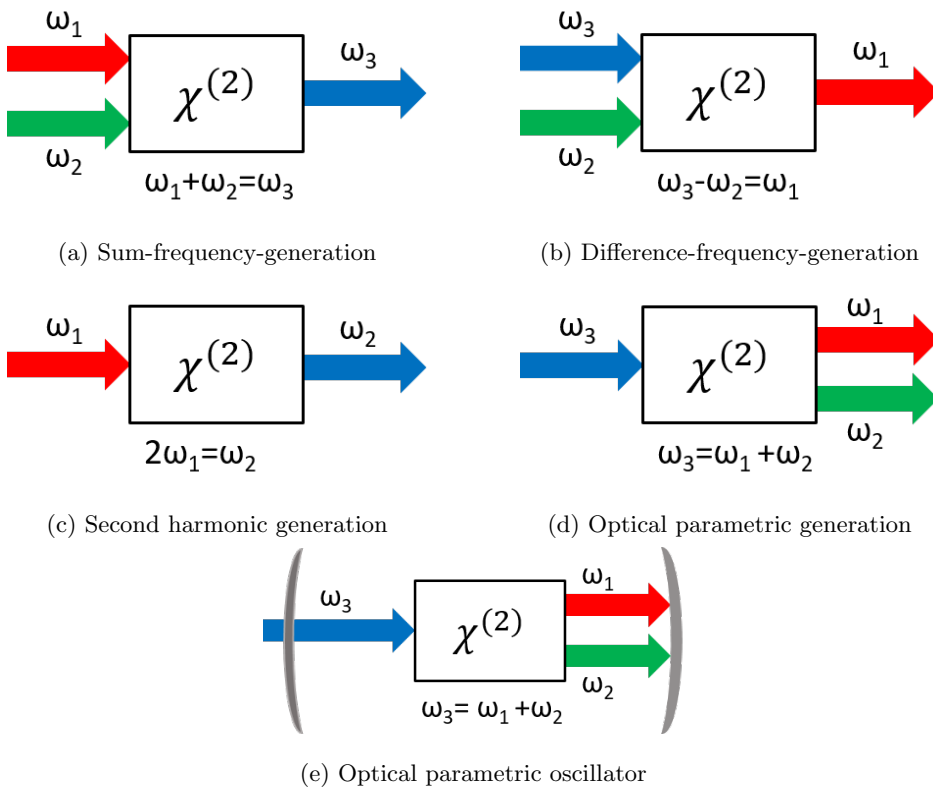 ω₁
χ⁽²⁾
ω₃
ω₂
ω₁+ω₂=ω₃
(a) Sum-frequency-generation
ω₃
χ⁽²⁾
ω₁
ω₂
ω₃-ω₂=ω₁
(b) Difference-frequency-generation
ω₁
χ⁽²⁾
ω₂
2ω₁=ω₂
(c) Second harmonic generation
ω₃
χ⁽²⁾
ω₁
ω₂
ω₃=ω₁+ω₂
(d) Optical parametric generation
ω₃
χ⁽²⁾
ω₁
ω₂
ω₃= ω₁+ω₂
(e) Optical parametric oscillator